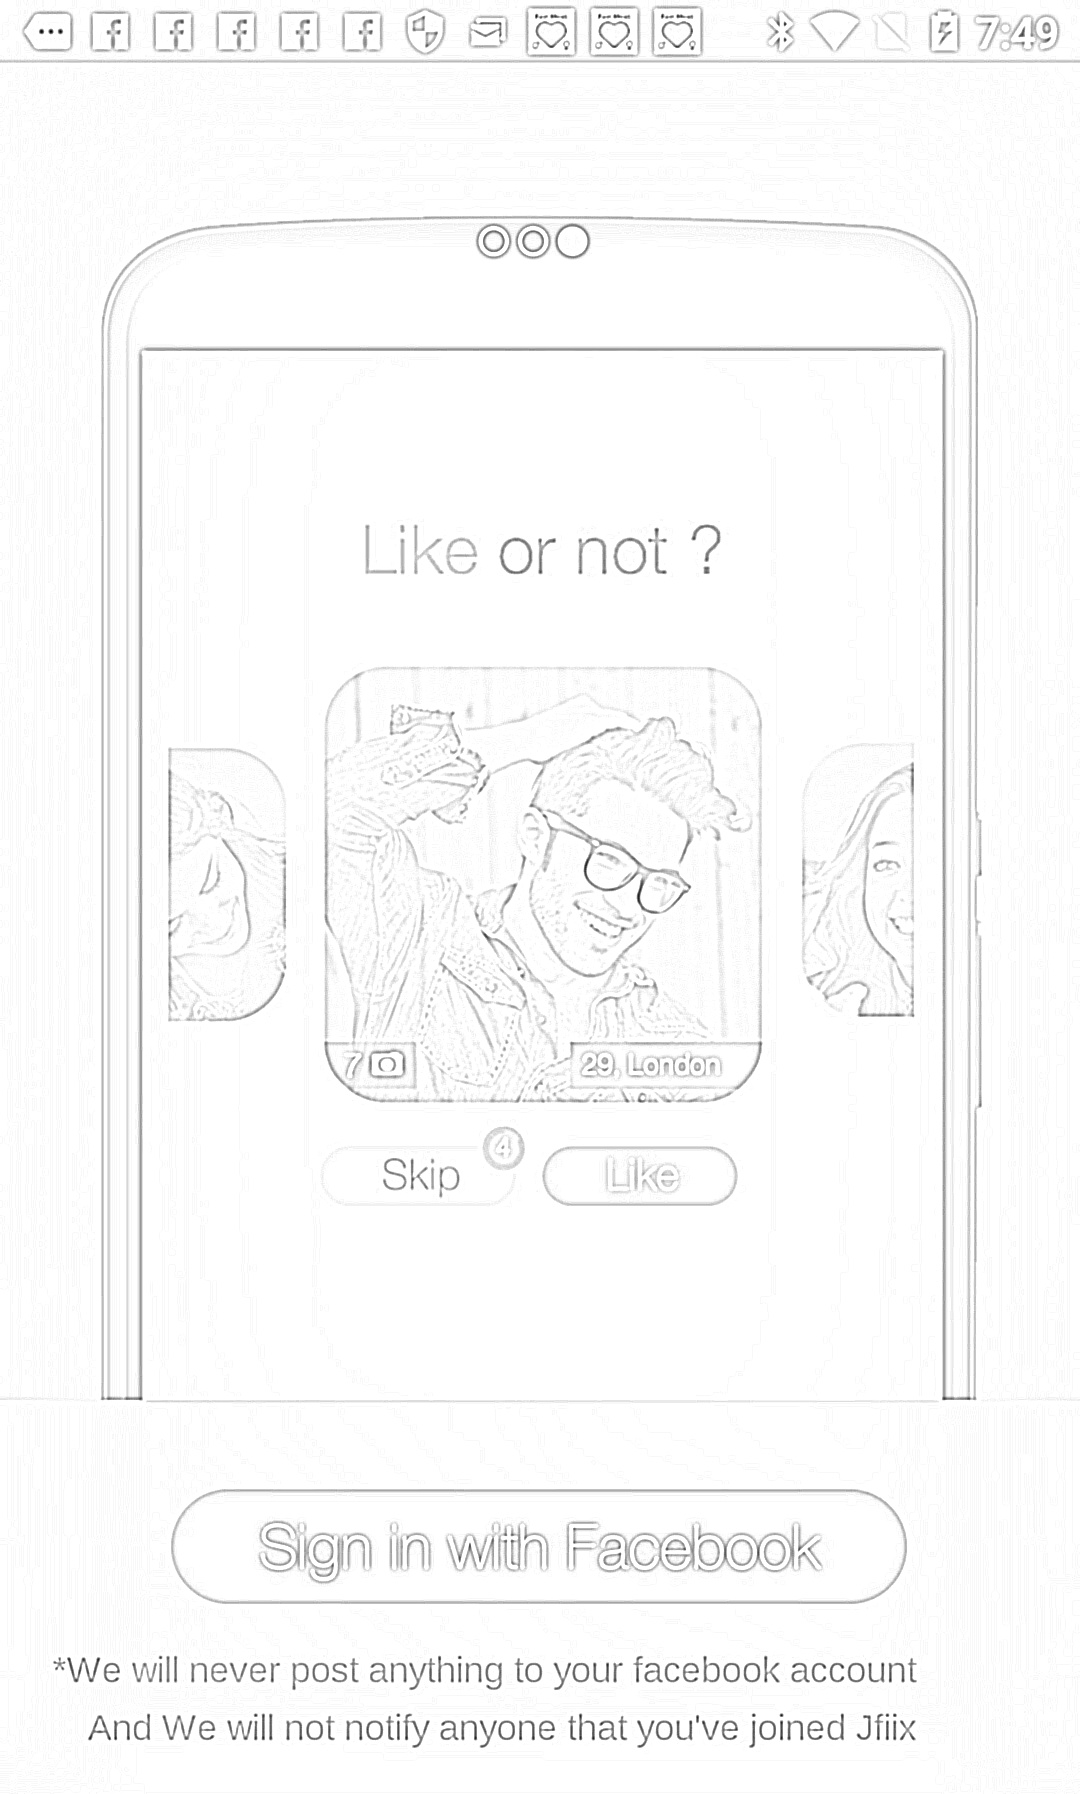 7:49
Like or not ?
7
29, London
4
Skip
Like
Sign in with Facebook
*We will never post anything to your facebook account
And We will not notify anyone that you've joined Jfiix